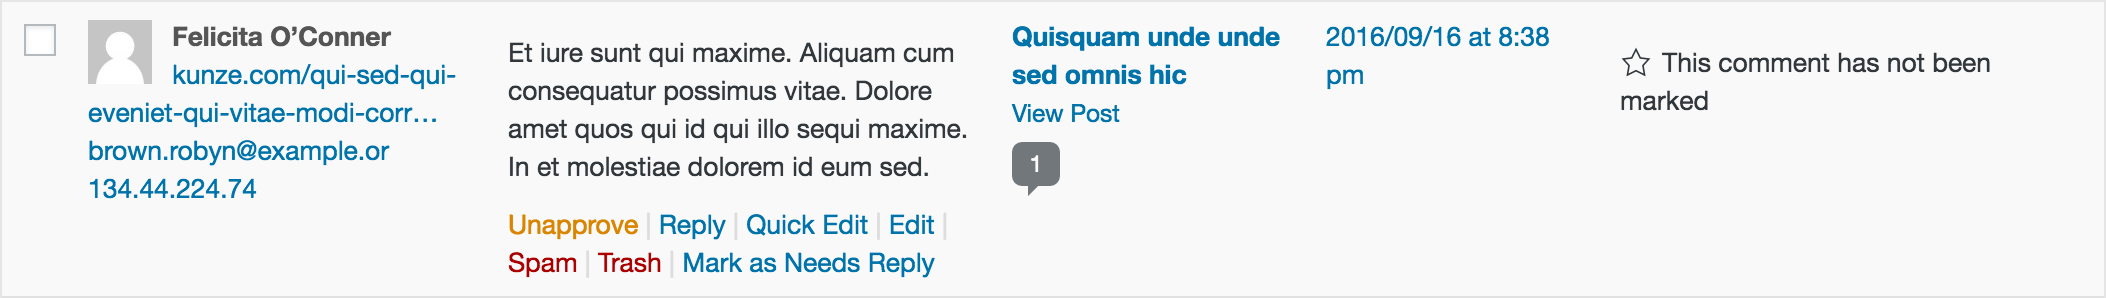 Felicita O’Conner
kunze.com/qui-sed-qui-
eveniet-qui-vitae-modi-corr…
brown.robyn@example.or
134.44.224.74
Et iure sunt qui maxime. Aliquam cum
consequatur possimus vitae. Dolore
amet quos qui id qui illo sequi maxime.
In et molestiae dolorem id eum sed.
Unapprove | Reply | Quick Edit | Edit |
Spam | Trash | Mark as Needs Reply
Quisquam unde unde
sed omnis hic
View Post
1
2016/09/16 at 8:38
pm
This comment has not been
marked